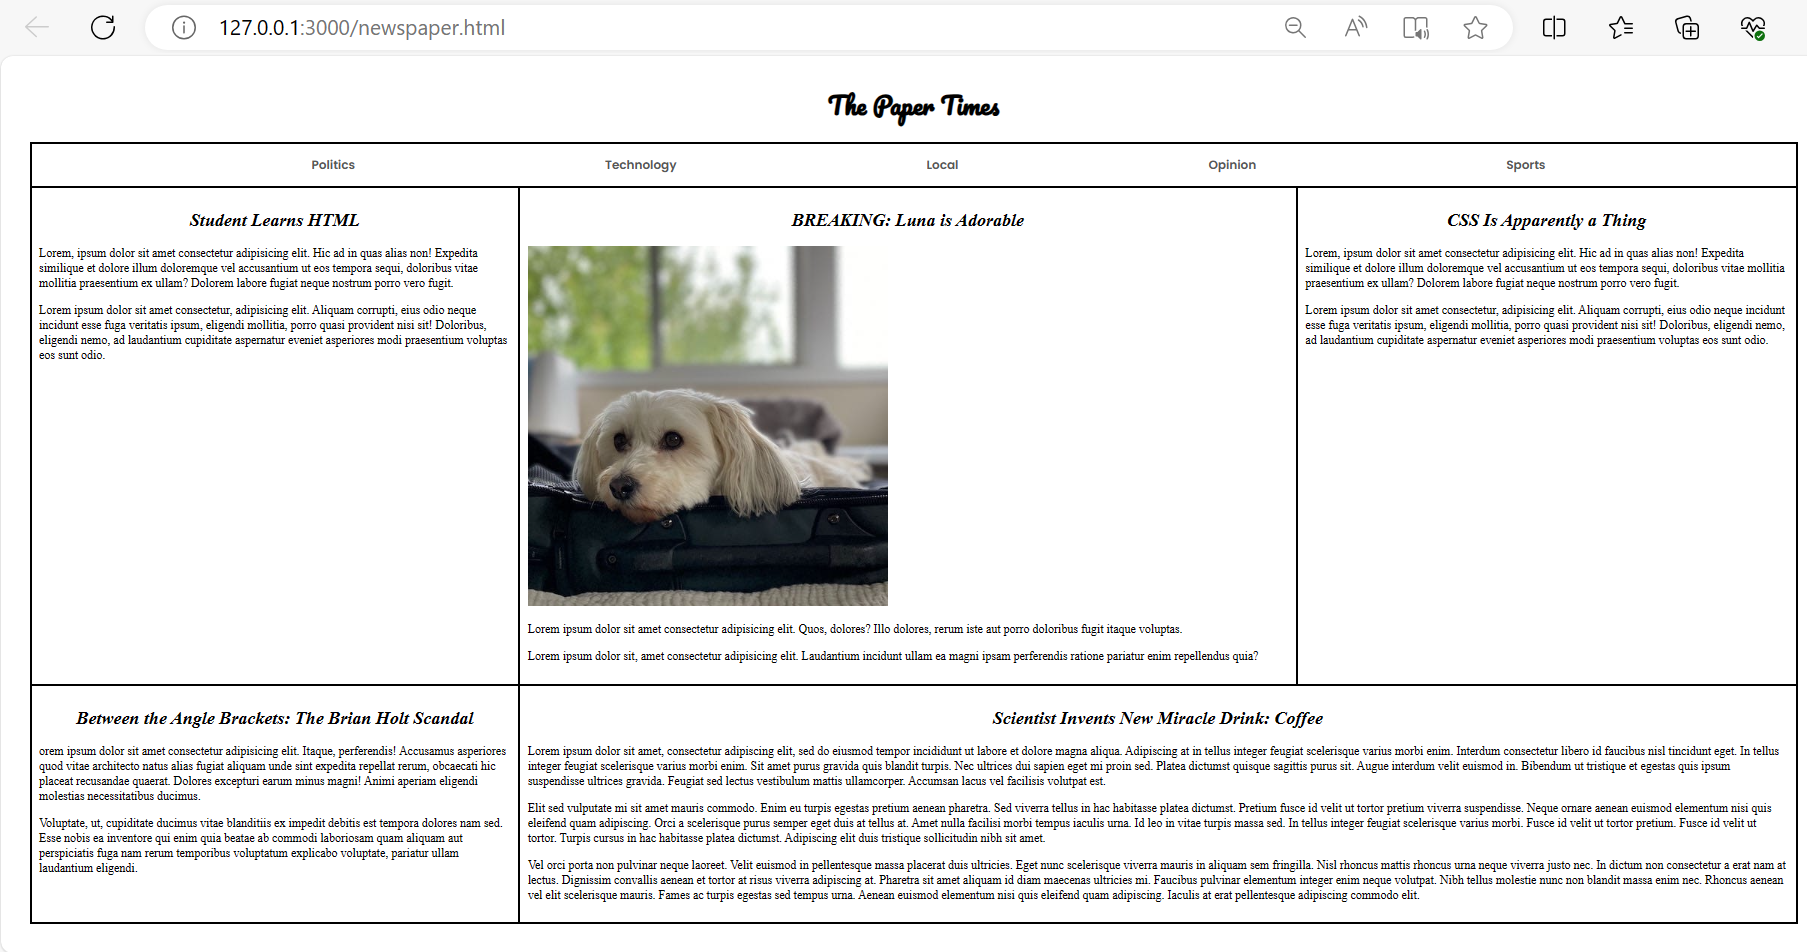 127.0.0.1:3000/newspaper.html
The Paper Times
Politics Technology Local Opinion Sports
Student Learns HTML
Lorem, ipsum dolor sit amet consectetur adipisicing elit. Hic ad in quas alias non! Expedita
similique et dolore illum doloremque vel accusantium ut eos tempora sequi, doloribus vitae
mollitia praesentium ex ullam? Dolorem labore fugiat neque nostrum porro vero fugit.
Lorem ipsum dolor sit amet consectetur, adipisicing elit. Aliquam corrupti, eius odio neque
incidunt esse fuga veritatis ipsum, eligendi mollitia, porro quasi provident nisi sit! Doloribus,
eligendi nemo, ad laudantium cupiditate aspernatur eveniet asperiores modi praesentium voluptas
eos sunt odio.
BREAKING: Luna is Adorable
Lorem ipsum dolor sit amet consectetur adipisicing elit. Quos, dolores? Illo dolores, rerum iste aut porro doloribus fugit itaque voluptas.
Lorem ipsum dolor sit, amet consectetur adipisicing elit. Laudantium incidunt ullam ea magni ipsam perferendis ratione pariatur enim repellendus quia?
CSS Is Apparently a Thing
Lorem, ipsum dolor sit amet consectetur adipisicing elit. Hic ad in quas alias non! Expedita
similique et dolore illum doloremque vel accusantium ut eos tempora sequi, doloribus vitae mollitia
praesentium ex ullam? Dolorem labore fugiat neque nostrum porro vero fugit.
Lorem ipsum dolor sit amet consectetur, adipisicing elit. Aliquam corrupti, eius odio neque incidunt
esse fuga veritatis ipsum, eligendi mollitia, porro quasi provident nisi sit! Doloribus, eligendi nemo,
ad laudantium cupiditate aspernatur eveniet asperiores modi praesentium voluptas eos sunt odio.
Between the Angle Brackets: The Brian Holt Scandal
orem ipsum dolor sit amet consectetur adipisicing elit. Itaque, perferendis! Accusamus asperiores
quod vitae architecto natus alias fugiat aliquam unde sint expedita repellat rerum, obcaecati hic
placeat recusandae quaerat. Dolores excepturi earum minus magni! Animi aperiam eligendi
molestias necessitatibus ducimus.
Voluptate, ut, cupiditate ducimus vitae blanditiis ex impedit debitis est tempora dolores nam sed.
Esse nobis ea inventore qui enim quia beatae ab commodi laboriosam quam aliquam aut
perspiciatis fuga nam rerum temporibus voluptatum explicabo voluptate, pariatur ullam
laudantium eligendi.
Scientist Invents New Miracle Drink: Coffee
Lorem ipsum dolor sit amet, consectetur adipiscing elit, sed do eiusmod tempor incididunt ut labore et dolore magna aliqua. Adipiscing at in tellus integer feugiat scelerisque varius morbi enim. Interdum consectetur libero id faucibus nisl tincidunt eget. In tellus
integer feugiat scelerisque varius morbi enim. Sit amet purus gravida quis blandit turpis. Nec ultrices dui sapien eget mi proin sed. Platea dictumst quisque sagittis purus sit. Augue interdum velit euismod in. Bibendum ut tristique et egestas quis ipsum
suspendisse ultrices gravida. Feugiat sed lectus vestibulum mattis ullamcorper. Accumsan lacus vel facilisis volutpat est.
Elit sed vulputate mi sit amet mauris commodo. Enim eu turpis egestas pretium aenean pharetra. Sed viverra tellus in hac habitasse platea dictumst. Pretium fusce id velit ut tortor pretium viverra suspendisse. Neque ornare aenean euismod elementum nisi quis
eleifend quam adipiscing. Orci a scelerisque purus semper eget duis at tellus at. Amet nulla facilisi morbi tempus iaculis urna. Id leo in vitae turpis massa sed. In tellus integer feugiat scelerisque varius morbi. Fusce id velit ut tortor pretium. Fusce id velit ut
tortor. Turpis cursus in hac habitasse platea dictumst. Adipiscing elit duis tristique sollicitudin nibh sit amet.
Vel orci porta non pulvinar neque laoreet. Velit euismod in pellentesque massa placerat duis ultricies. Eget nunc scelerisque viverra mauris in aliquam sem fringilla. Nisl rhoncus mattis rhoncus urna neque viverra justo nec. In dictum non consectetur a erat nam at
lectus. Dignissim convallis aenean et tortor at risus viverra adipiscing at. Pharetra sit amet aliquam id diam maecenas ultricies mi. Faucibus pulvinar elementum integer enim neque volutpat. Nibh tellus molestie nunc non blandit massa enim nec. Rhoncus aenean
vel elit scelerisque mauris. Fames ac turpis egestas sed tempus urna. Aenean euismod elementum nisi quis eleifend quam adipiscing. Iaculis at erat pellentesque adipiscing commodo elit.